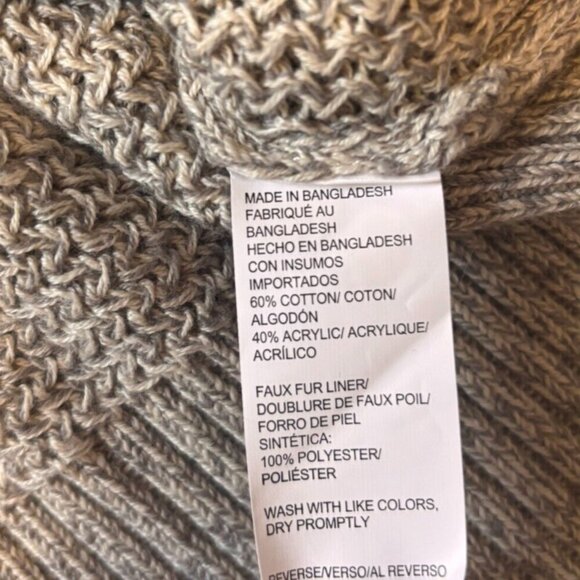 MADE IN BANGLADESH
FABRIQUÉ AU
BANGLADESH
HECHO EN BANGLADESH
CON INSUMOS
IMPORTADOS
60% COTTON/ COTON/
ALGODÓN
40% ACRYLIC/ ACRYLIQUE/
ACRÍLICO
FAUX FUR LINER/
DOUBLURE DE FAUX POIL/
FORRO DE PIEL
SINTÉTICA:
100% POLYESTER/
POLIÉSTER
WASH WITH LIKE COLORS,
DRY PROMPTLY
REVERSE/VERSO/AL REVERSO